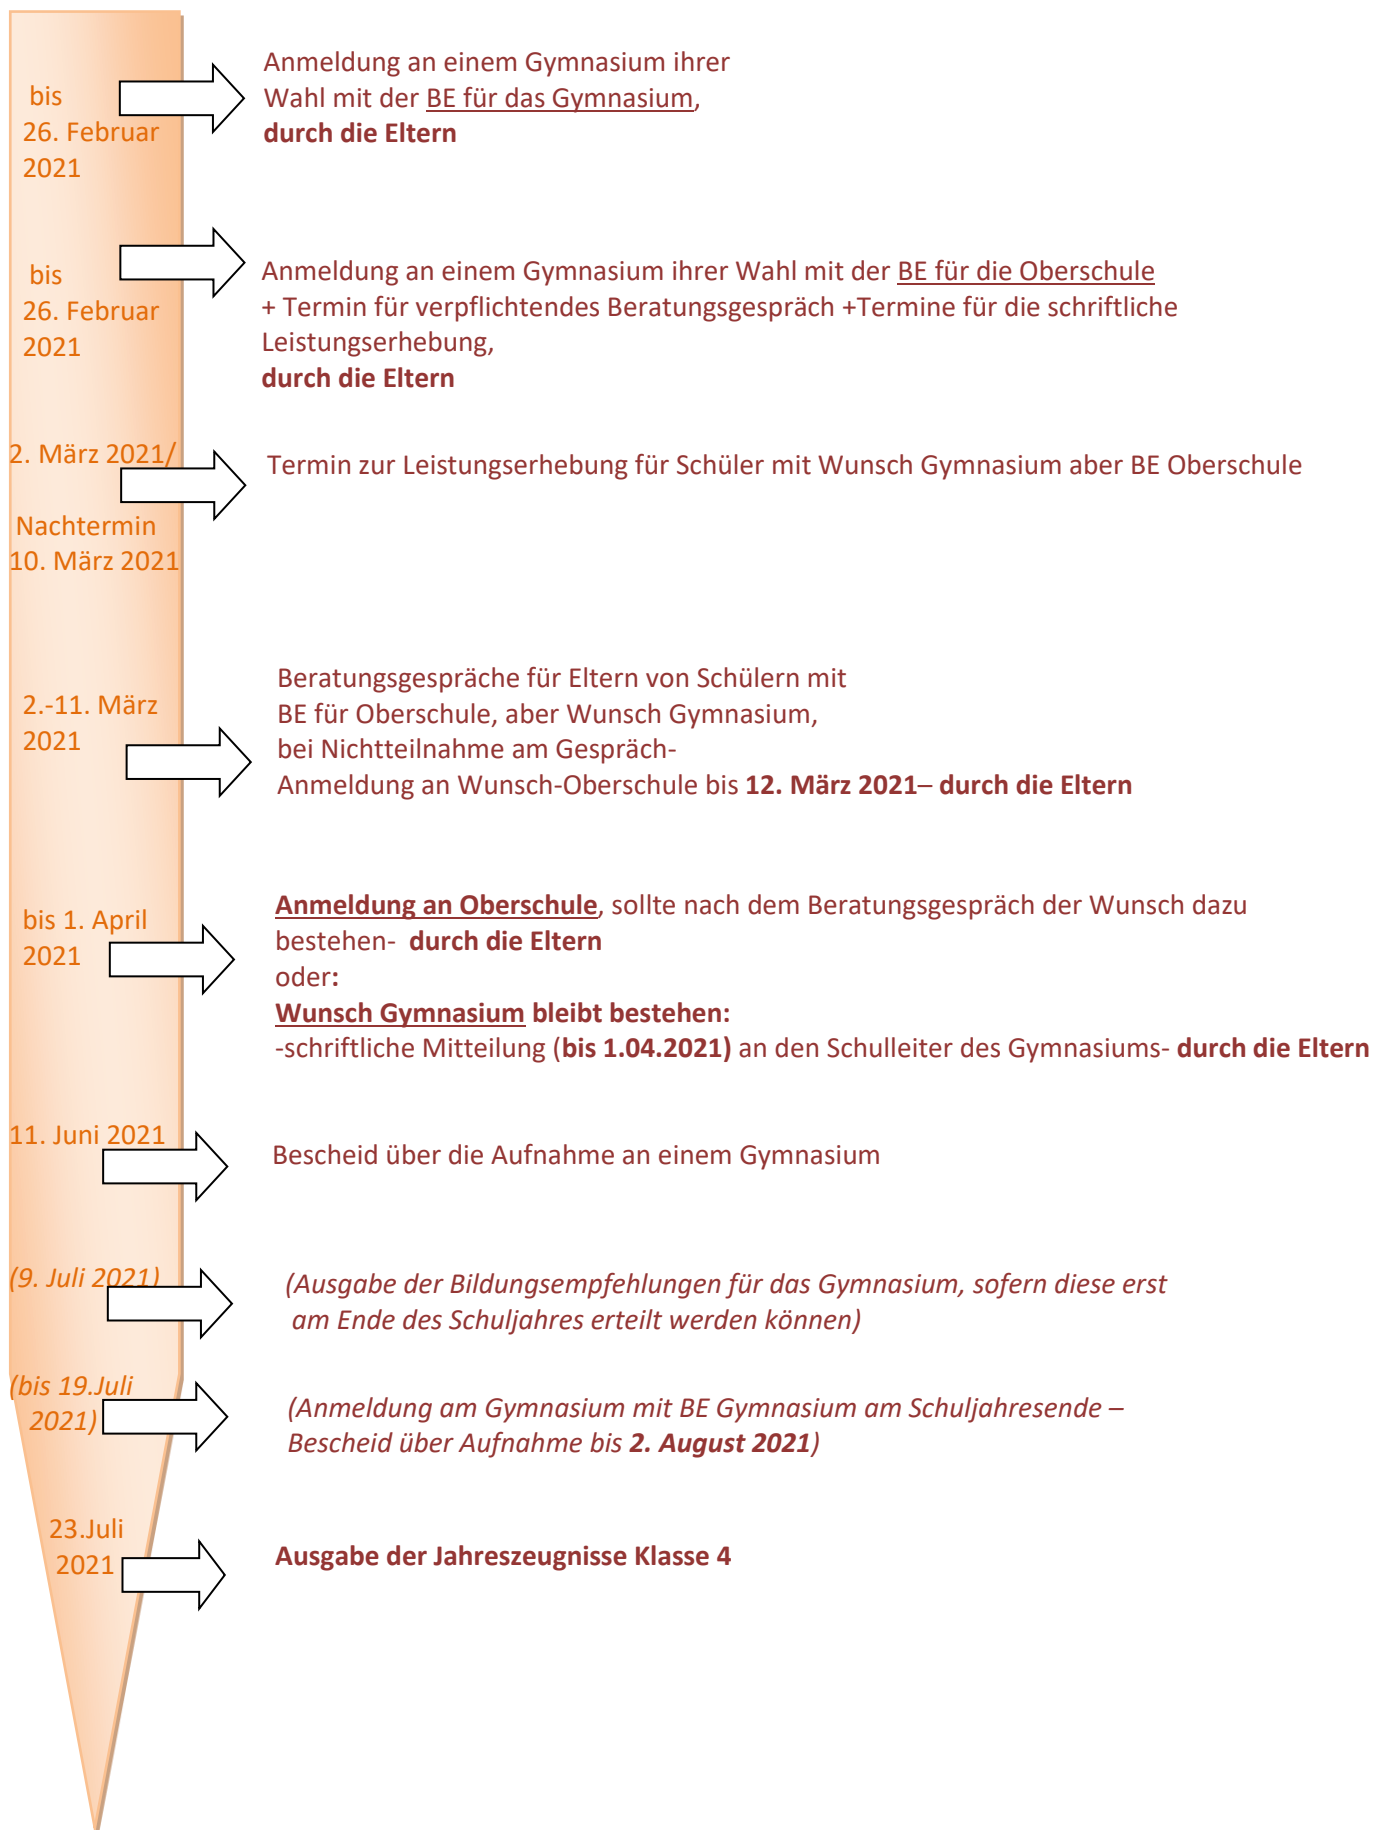 bis
26. Februar
2021
Anmeldung an einem Gymnasium ihrer
Wahl mit der BE für das Gymnasium,
durch die Eltern
bis
26. Februar
2021
Anmeldung an einem Gymnasium ihrer Wahl mit der BE für die Oberschule
+ Termin für verpflichtendes Beratungsgespräch +Termine für die schriftliche
Leistungserhebung,
durch die Eltern
2. März 2021/
Nachtermin
10. März 2021
Termin zur Leistungserhebung für Schüler mit Wunsch Gymnasium aber BE Oberschule
2.-11. März
2021
Beratungsgespräche für Eltern von Schülern mit
BE für Oberschule, aber Wunsch Gymnasium,
bei Nichtteilnahme am Gespräch-
Anmeldung an Wunsch-Oberschule bis 12. März 2021– durch die Eltern
bis 1. April
2021
Anmeldung an Oberschule, sollte nach dem Beratungsgespräch der Wunsch dazu
bestehen- durch die Eltern
oder:
Wunsch Gymnasium bleibt bestehen:
-schriftliche Mitteilung (bis 1.04.2021) an den Schulleiter des Gymnasiums- durch die Eltern
11. Juni 2021
Bescheid über die Aufnahme an einem Gymnasium
(9. Juli 2021)
(Ausgabe der Bildungsempfehlungen für das Gymnasium, sofern diese erst
am Ende des Schuljahres erteilt werden können)
(bis 19.Juli
2021)
(Anmeldung am Gymnasium mit BE Gymnasium am Schuljahresende –
Bescheid über Aufnahme bis 2. August 2021)
23.Juli
2021
Ausgabe der Jahreszeugnisse Klasse 4